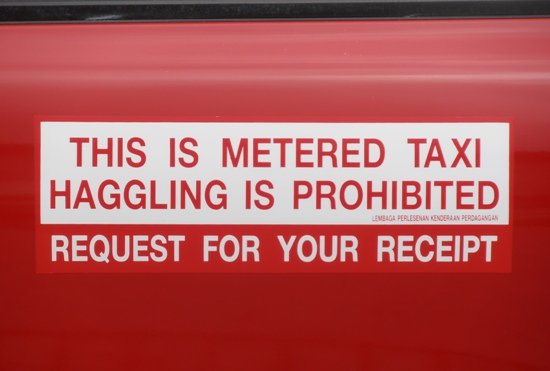 THIS IS METERED TAXI
HAGGLING IS PROHIBITED
LEMBAGA PERLESENAN KENDERAAN PERDAGANGAN
REQUEST FOR YOUR RECEIPT